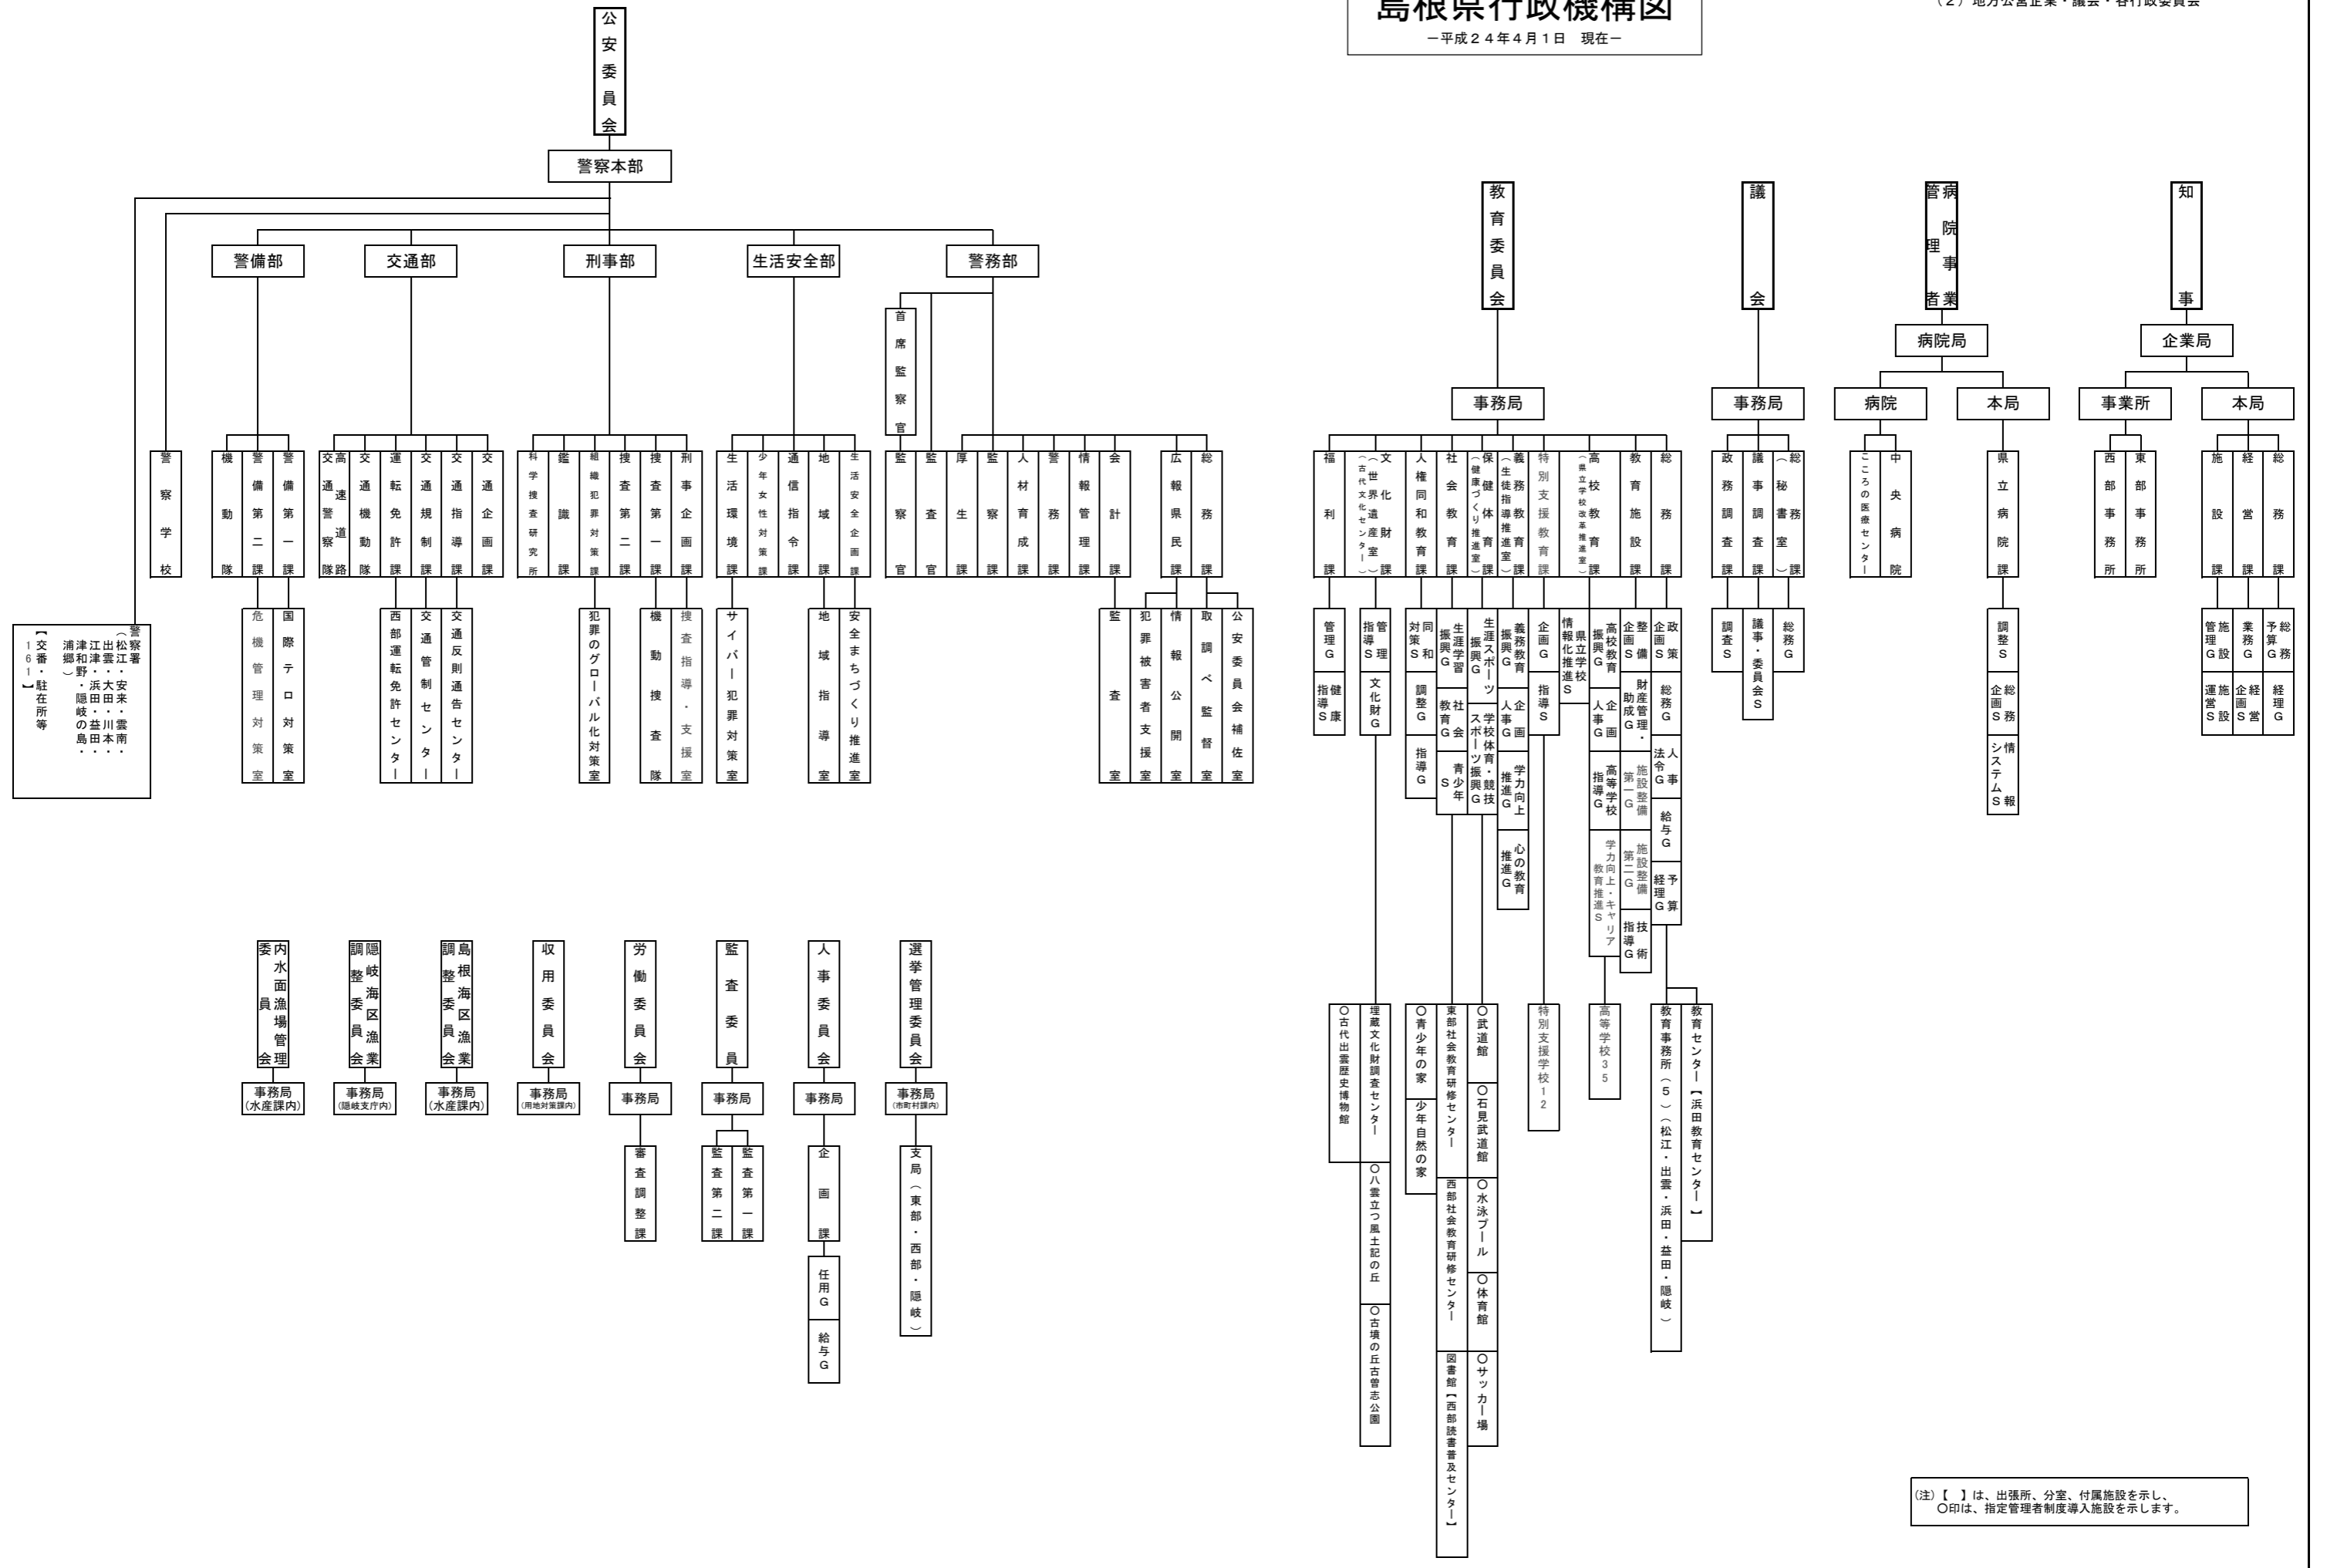 島根県行政機構図
－平成２４年４月１日　現在－
（２）地方公営企業・議会・各行政委員会
知事
企業局
本局
総務課
総務予算G
経理G
経営課
業務G
経営企画S
施設課
施設管理G
施設運営S
事業所
東部事務所
西部事務所
病院事業管理者
病院局
本局
県立病院課
調整S
総務企画S
情報システムS
病院
中央病院
こころの医療センター
議会
事務局
総務課（秘書室）
総務G
議事調査課
議事・委員会S
政務調査課
調査S
教育委員会
事務局
総務課
政策企画S
総務G
人事法令G
給与G
予算経理G
教育センター【浜田教育センター】
教育事務所（５）（松江・出雲・浜田・益田・隠岐）
教育施設課
整備企画S
財産管理・助成G
施設整備第一G
施設整備第二G
技術指導G
高校教育課（県立学校改革推進室）
高校教育振興G
企画人事G
高等学校指導G
学力向上・キャリア教育推進S
県立学校情報化推進S
高等学校３５
特別支援教育課
企画G
指導S
特別支援学校１２
義務教育課（生徒指導推進室）
義務教育振興G
企画人事G
学力向上推進G
心の教育推進G
保健体育課（健康づくり推進室）
生涯スポーツ振興G
学校体育・競技スポーツ振興G
〇武道館
〇石見武道館
〇水泳プール
〇体育館
〇サッカー場
社会教育課
生涯学習振興G
社会教育G
青少年S
東部社会教育研修センター
西部社会教育研修センター
図書館【西部読書普及センター】
〇青少年の家
少年自然の家
人権同和教育課
同和対策S
調整G
指導G
文化財課（世界遺産室）（古代文化センター）
管理指導S
文化財G
埋蔵文化財調査センター
〇八雲立つ風土記の丘
〇古墳の丘古曽志公園
〇古代出雲歴史博物館
福利課
管理G
健康指導S
公安委員会
警察本部
警務部
総務課
公安委員会補佐室
取調べ監督室
広報県民課
情報公開室
犯罪被害者支援室
会計課
監査室
情報管理課
警務課
人材育成課
監察課
厚生課
監査官
首席監察官
監察官
生活安全部
生活安全企画課
安全まちづくり推進室
地域課
地域指導室
通信指令課
少年女性対策課
生活環境課
サイバー犯罪対策室
刑事部
刑事企画課
捜査指導・支援室
捜査第一課
機動捜査隊
捜査第二課
組織犯罪対策課
犯罪のグローバル化対策室
鑑識課
科学捜査研究所
交通部
交通企画課
交通指導課
交通反則通告センター
交通規制課
交通管制センター
運転免許課
西部運転免許センター
交通機動隊
高速道路交通警察隊
警備部
警備第一課
国際テロ対策室
警備第二課
危機管理対策室
機動隊
警察学校
警察署
（松江・安来・雲南・
出雲・大田・川本・
江津・浜田・益田・
津和野・隠岐の島・
浦郷）
【交番・駐在所等
１６１】
選挙管理委員会
事務局
（市町村課内）
支局（東部・西部・隠岐）
人事委員会
事務局
企画課
任用G
給与G
監査委員
事務局
監査第一課
監査第二課
労働委員会
事務局
審査調整課
収用委員会
事務局
（用地対策課内）
島根海区漁業調整委員会
事務局
（水産課内）
隠岐海区漁業調整委員会
事務局
（隠岐支庁内）
内水面漁場管理委員会
事務局
（水産課内）
（注）【　】は、出張所、分室、付属施設を示し、
〇印は、指定管理者制度導入施設を示します。